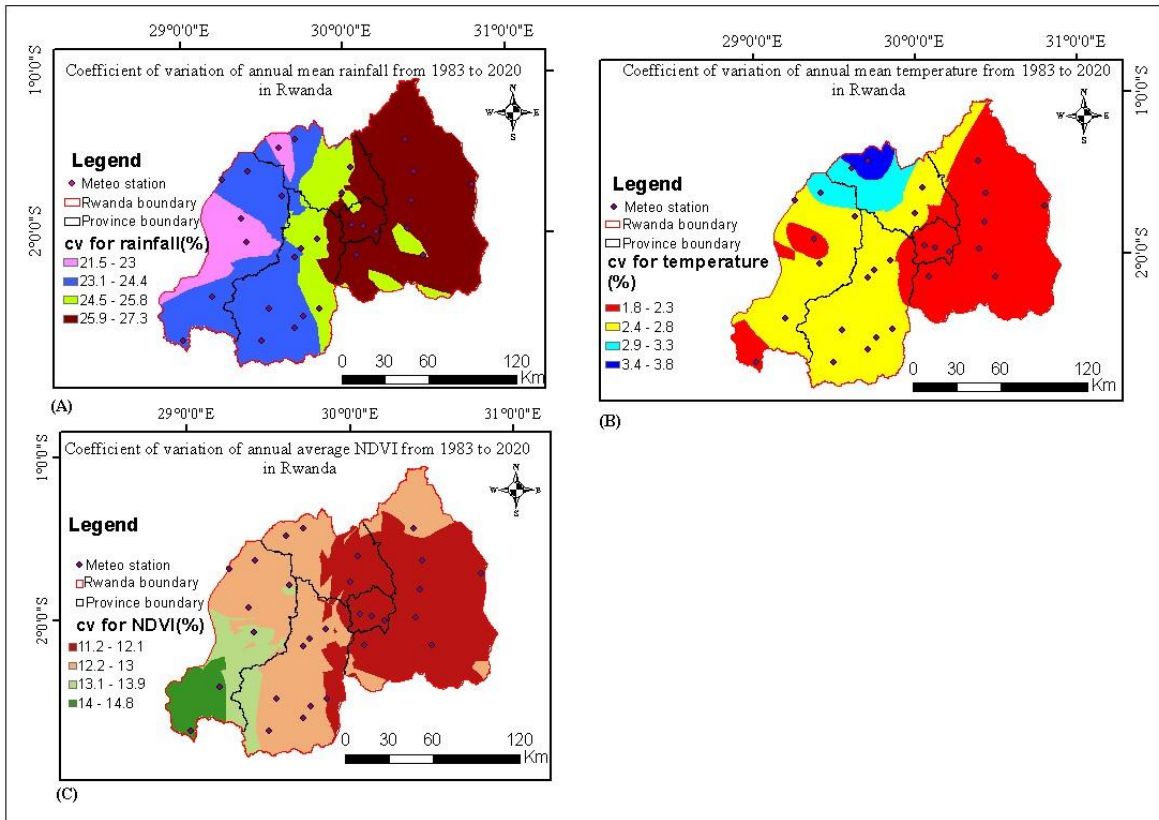 29°0'0"E 30°0'0"E 31°0'0"E
1°0'0"S
2°0'0"S
Coefficient of variation of annual mean rainfall from 1983 to 2020
in Rwanda
N
W E
S
Legend
Meteo station
Rwanda boundary
Province boundary
cv for rainfall(%)
21.5 - 23
23.1 - 24.4
24.5 - 25.8
25.9 - 27.3
0 30 60 120
Km
(A)
29°0'0"E 30°0'0"E 31°0'0"E
1°0'0"S
2°0'0"S
Coefficient of variation of annual mean temperature from 1983 to 2020
in Rwanda
N
W E
S
Legend
Meteo station
Rwanda boundary
Province boundary
cv for temperature
(%)
1.8 - 2.3
2.4 - 2.8
2.9 - 3.3
3.4 - 3.8
0 30 60 120
Km
(B)
29°0'0"E 30°0'0"E 31°0'0"E
1°0'0"S
2°0'0"S
Coefficient of variation of annual average NDVI from 1983 to 2020
in Rwanda
N
W E
S
Legend
Meteo station
Rwanda boundary
Province boundary
cv for NDVI(%)
11.2 - 12.1
12.2 - 13
13.1 - 13.9
14 - 14.8
0 30 60 120
Km
(C)